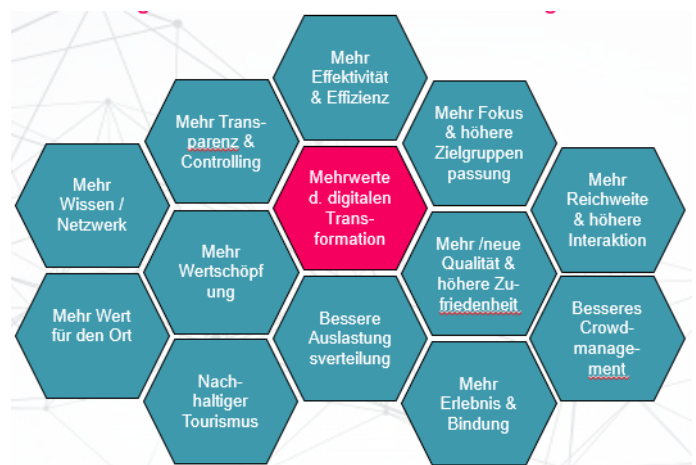 Mehr
Effektivität
& Effizienz
Mehr Trans-
parenz &
Controlling
Mehr Fokus
& höhere
Zielgruppen
passung
Mehr
Wissen /
Netzwerk
Mehrwerte
d. digitalen
Trans-
formation
Mehr
Reichweite
& höhere
Interaktion
Mehr
Wertschöpf
ung
Mehr /neue
Qualität &
höhere Zu-
friedenheit
Mehr Wert
für den Ort
Bessere
Auslastung
sverteilung
Besseres
Crowd-
manage-
ment
Nach-
haltiger
Tourismus
Mehr
Erlebnis &
Bindung